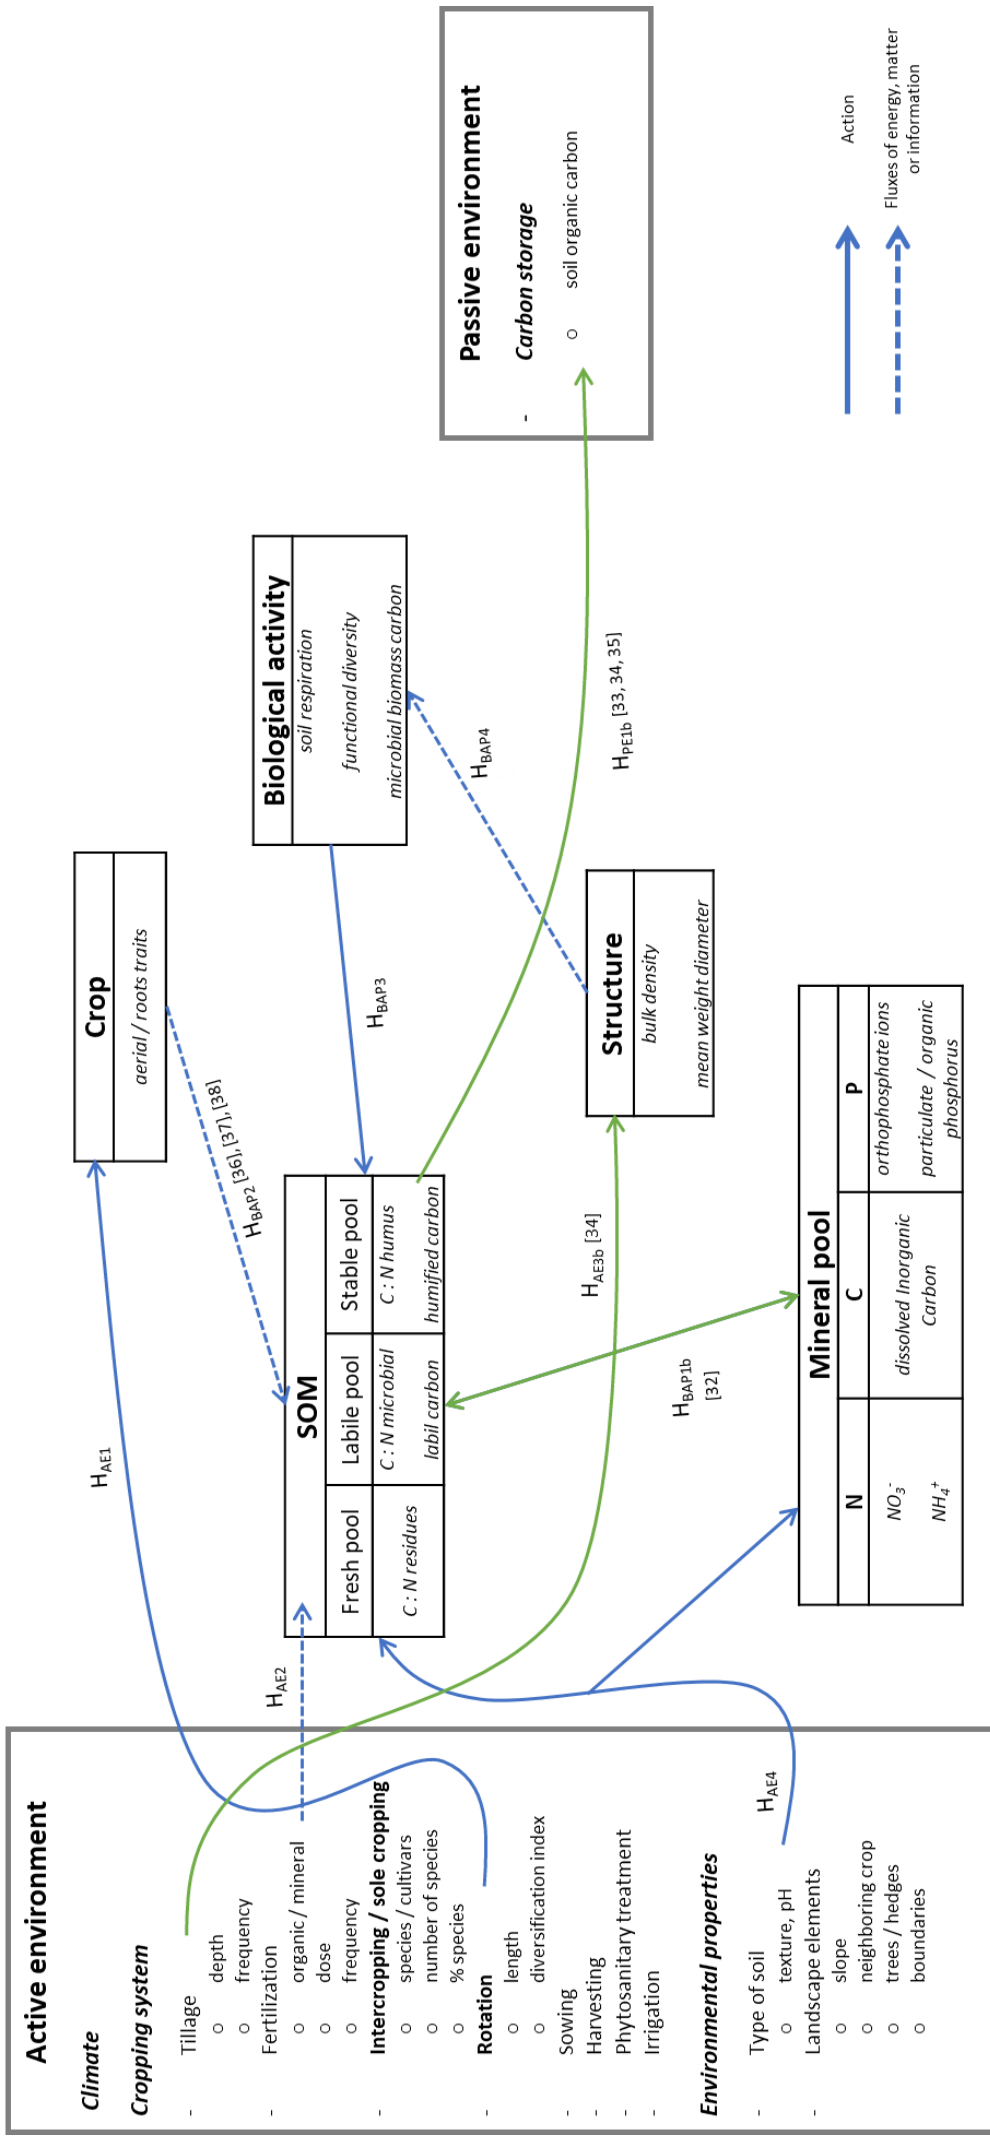 Active environment
Climate
Cropping system
- Tillage
o depth
o frequency
- Fertilization
o organic / mineral
o dose
o frequency
- Intercropping / sole cropping
o species / cultivars
o number of species
o % species
- Rotation
o length
o diversification index
- Sowing
- Harvesting
- Phytosanitary treatment
- Irrigation
Environmental properties
- Type of soil
o texture, pH
- Landscape elements
o slope
o neighboring crop
o trees / hedges
o boundaries
HAE1
HAE2
HAE4
Crop
aerial / roots traits
HBAP2 [36], [37], [38]
SOM
Fresh pool
Labile pool
Stable pool
C : N residues
C : N microbial
labil carbon
C : N humus
humified carbon
HBAP3
Biological activity
soil respiration
functional diversity
microbial biomass carbon
HBAP4
HAE3b [34]
HBAP1b
[32]
Structure
bulk density
mean weight diameter
Mineral pool
N
C
P
NO3-
NH4+
dissolved Inorganic
Carbon
orthophosphate ions
particulate / organic
phosphorus
HPE1b [33, 34, 35]
Passive environment
- Carbon storage
o soil organic carbon
Action
Fluxes of energy, matter
or information